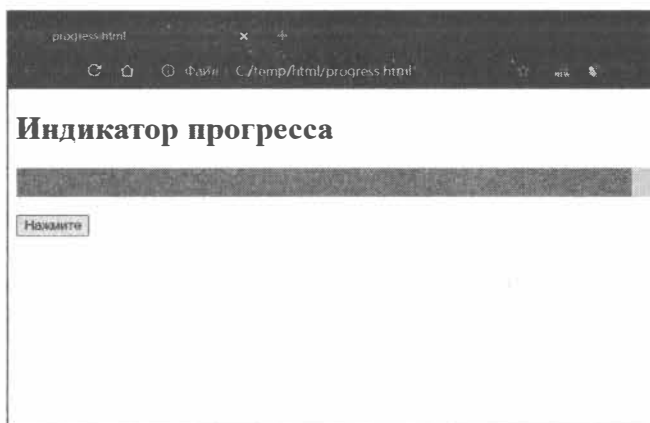 progress.html
Файл C:/temp/html/progress.html
Индикатор прогресса
Нажмите